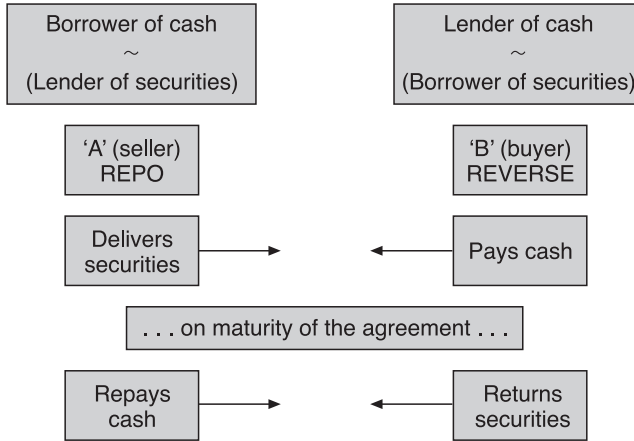 Borrower of cash
~
(Lender of securities)
Lender of cash
~
(Borrower of securities)
‘A’ (seller)
REPO
‘B’ (buyer)
REVERSE
Delivers
securities
Pays cash
. . . on maturity of the agreement . . .
Repays
cash
Returns
securities